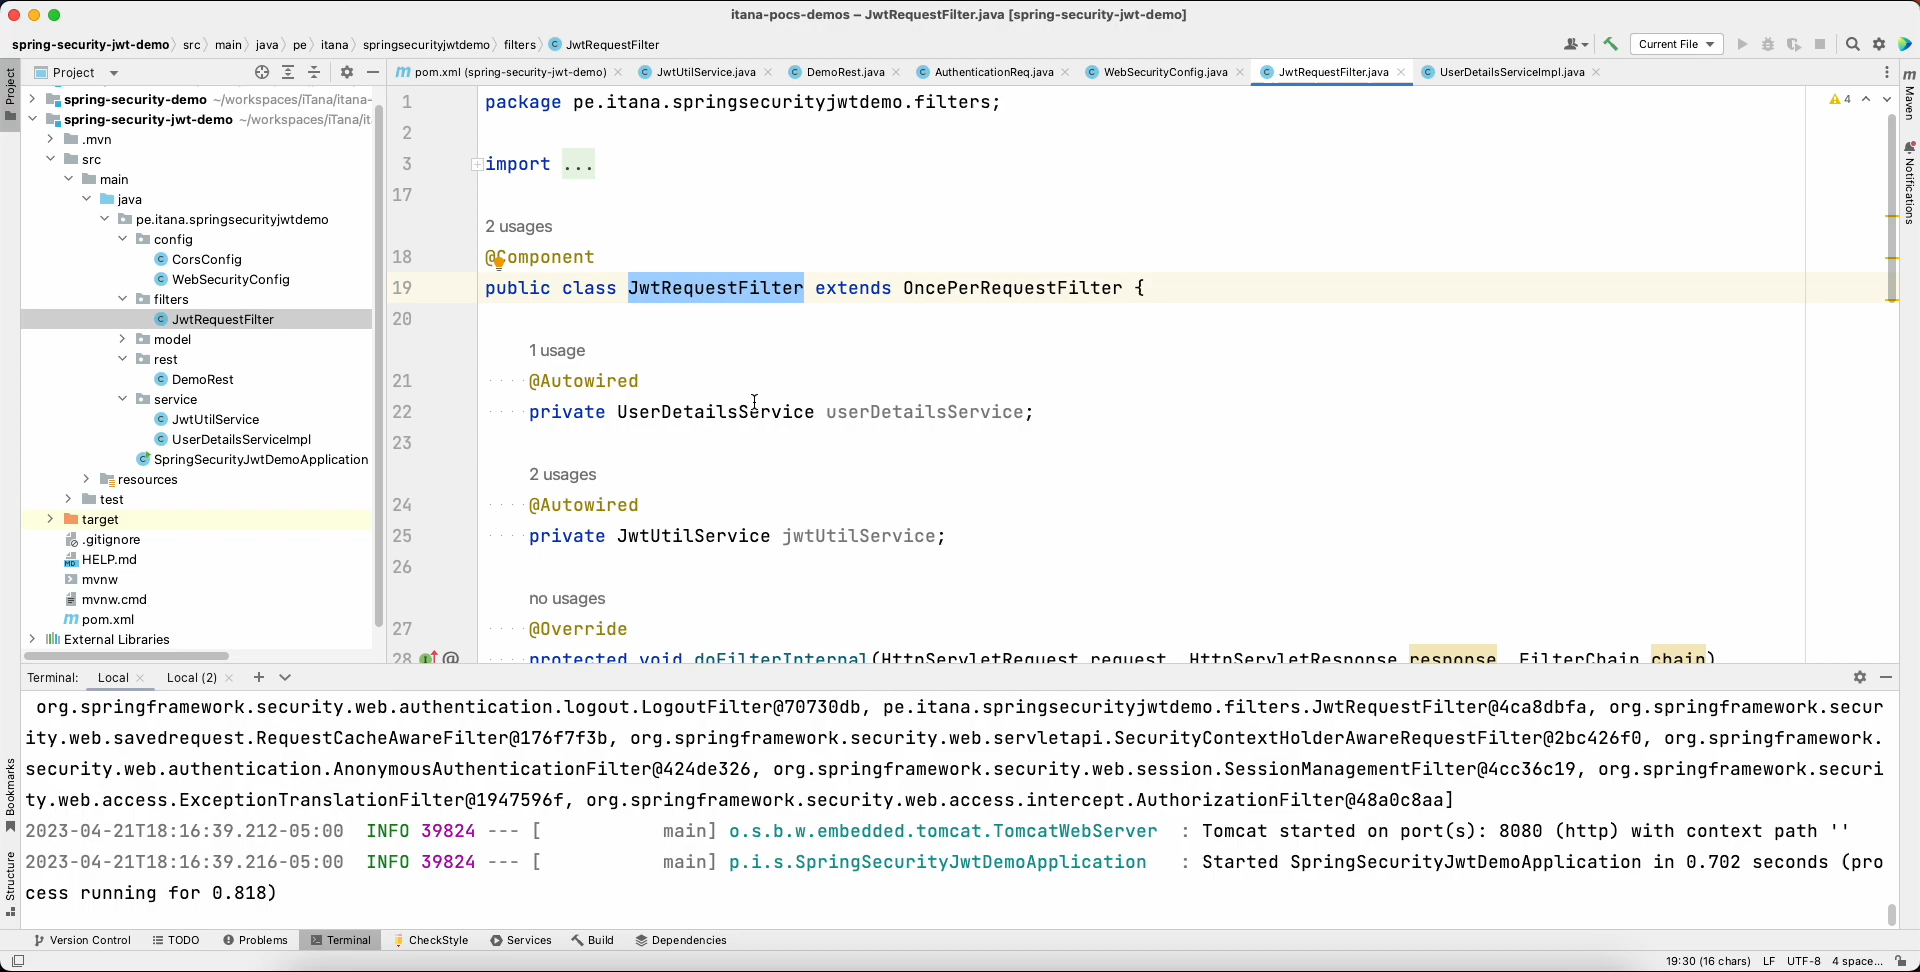 itana-pocs-demos – JwtRequestFilter.java [spring-security-jwt-demo]
spring-security-jwt-demo src main java pe itana springsecurityjwtdemo filters JwtRequestFilter
Current File
Project
pom.xml (spring-security-jwt-demo)
JwtUtilService.java
DemoRest.java
AuthenticationReq.java
WebSecurityConfig.java
JwtRequestFilter.java
UserDetailsServiceImpl.java
Project
Maven
Notifications
spring-security-demo ~/workspaces/iTana/itana-
spring-security-jwt-demo ~/workspaces/iTana/it
.mvn
src
main
java
pe.itana.springsecurityjwtdemo
config
CorsConfig
WebSecurityConfig
filters
JwtRequestFilter
model
rest
DemoRest
service
JwtUtilService
UserDetailsServiceImpl
SpringSecurityJwtDemoApplication
resources
test
target
.gitignore
HELP.md
mvnw
mvnw.cmd
pom.xml
External Libraries
4
1 package pe.itana.springsecurityjwtdemo.filters;
2
3 import ...
17
2 usages
18 @Component
19 public class JwtRequestFilter extends OncePerRequestFilter {
20
1 usage
21 @Autowired
22 private UserDetailsService userDetailsService;
23
2 usages
24 @Autowired
25 private JwtUtilService jwtUtilService;
26
no usages
27 @Override
28 protected void doFilterInternal(HttpServletRequest request, HttpServletResponse response, FilterChain chain)
Terminal: Local Local (2)
org.springframework.security.web.authentication.logout.LogoutFilter@70730db, pe.itana.springsecurityjwtdemo.filters.JwtRequestFilter@4ca8dbfa, org.springframework.secur
ity.web.savedrequest.RequestCacheAwareFilter@176f7f3b, org.springframework.security.web.servletapi.SecurityContextHolderAwareRequestFilter@2bc426f0, org.springframework.
security.web.authentication.AnonymousAuthenticationFilter@424de326, org.springframework.security.web.session.SessionManagementFilter@4cc36c19, org.springframework.securi
ty.web.access.ExceptionTranslationFilter@1947596f, org.springframework.security.web.access.intercept.AuthorizationFilter@48a0c8aa]
2023-04-21T18:16:39.212-05:00 INFO 39824 --- [ main] o.s.b.w.embedded.tomcat.TomcatWebServer : Tomcat started on port(s): 8080 (http) with context path ''
2023-04-21T18:16:39.216-05:00 INFO 39824 --- [ main] p.i.s.SpringSecurityJwtDemoApplication : Started SpringSecurityJwtDemoApplication in 0.702 seconds (pro
cess running for 0.818)
Bookmarks
Structure
Version Control TODO Problems Terminal CheckStyle Services Build Dependencies
19:30 (16 chars) LF UTF-8 4 space...